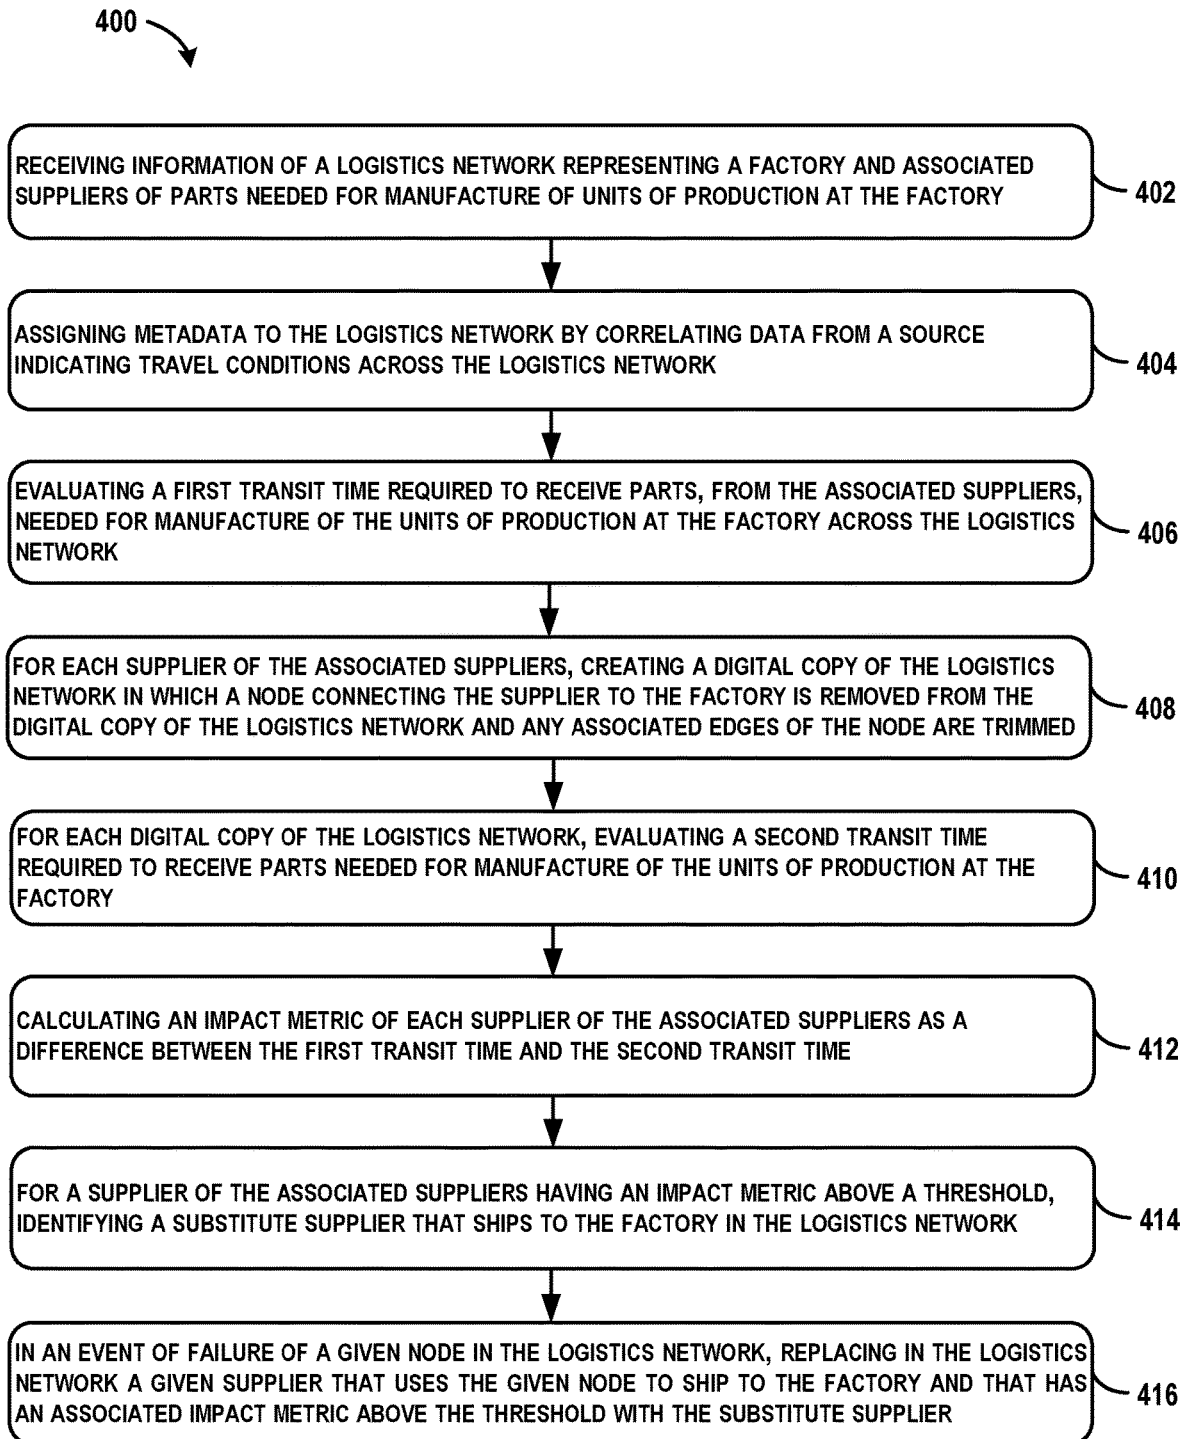 400
RECEIVING INFORMATION OF A LOGISTICS NETWORK REPRESENTING A FACTORY AND ASSOCIATED
SUPPLIERS OF PARTS NEEDED FOR MANUFACTURE OF UNITS OF PRODUCTION AT THE FACTORY
402
ASSIGNING METADATA TO THE LOGISTICS NETWORK BY CORRELATING DATA FROM A SOURCE
INDICATING TRAVEL CONDITIONS ACROSS THE LOGISTICS NETWORK
404
EVALUATING A FIRST TRANSIT TIME REQUIRED TO RECEIVE PARTS, FROM THE ASSOCIATED SUPPLIERS,
NEEDED FOR MANUFACTURE OF THE UNITS OF PRODUCTION AT THE FACTORY ACROSS THE LOGISTICS
NETWORK
406
FOR EACH SUPPLIER OF THE ASSOCIATED SUPPLIERS, CREATING A DIGITAL COPY OF THE LOGISTICS
NETWORK IN WHICH A NODE CONNECTING THE SUPPLIER TO THE FACTORY IS REMOVED FROM THE
DIGITAL COPY OF THE LOGISTICS NETWORK AND ANY ASSOCIATED EDGES OF THE NODE ARE TRIMMED
408
FOR EACH DIGITAL COPY OF THE LOGISTICS NETWORK, EVALUATING A SECOND TRANSIT TIME
REQUIRED TO RECEIVE PARTS NEEDED FOR MANUFACTURE OF THE UNITS OF PRODUCTION AT THE
FACTORY
410
CALCULATING AN IMPACT METRIC OF EACH SUPPLIER OF THE ASSOCIATED SUPPLIERS AS A
DIFFERENCE BETWEEN THE FIRST TRANSIT TIME AND THE SECOND TRANSIT TIME
412
FOR A SUPPLIER OF THE ASSOCIATED SUPPLIERS HAVING AN IMPACT METRIC ABOVE A THRESHOLD,
IDENTIFYING A SUBSTITUTE SUPPLIER THAT SHIPS TO THE FACTORY IN THE LOGISTICS NETWORK
414
IN AN EVENT OF FAILURE OF A GIVEN NODE IN THE LOGISTICS NETWORK, REPLACING IN THE LOGISTICS
NETWORK A GIVEN SUPPLIER THAT USES THE GIVEN NODE TO SHIP TO THE FACTORY AND THAT HAS
AN ASSOCIATED IMPACT METRIC ABOVE THE THRESHOLD WITH THE SUBSTITUTE SUPPLIER
416